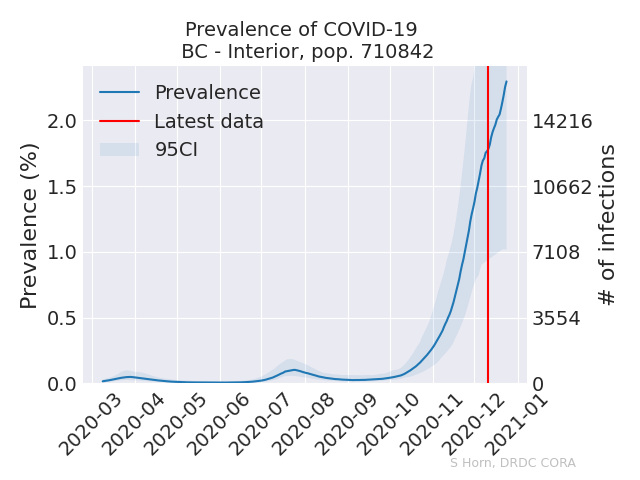 Prevalence of COVID-19
BC - Interior, pop. 710842
Prevalence
Latest data
95CI
Prevalence (%)
2.0
1.5
1.0
0.5
0.0
14216
10662
7108
3554
0
# of infections
2020-03
2020-04
2020-05
2020-06
2020-07
2020-08
2020-09
2020-10
2020-11
2020-12
2021-01
S Horn, DRDC CORA